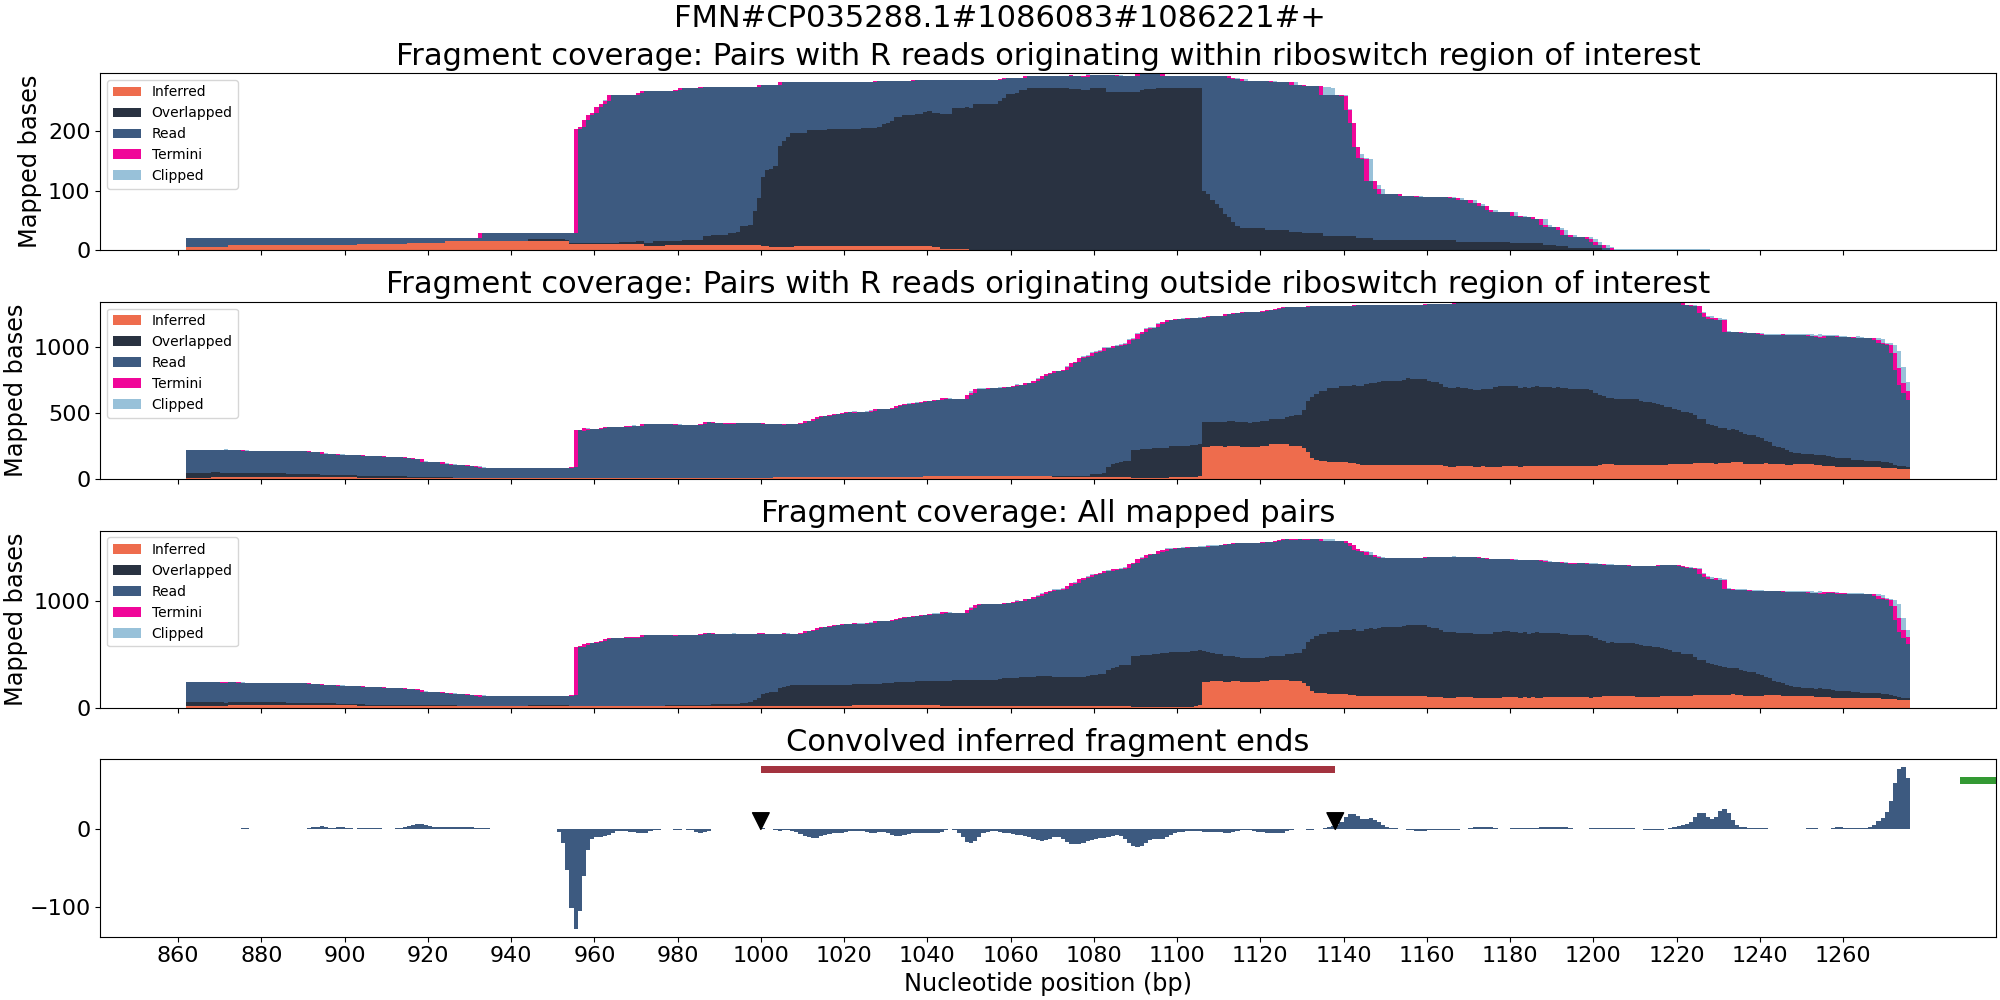 FMN#CP035288.1#1086083#1086221#+
Fragment coverage: Pairs with R reads originating within riboswitch region of interest
Mapped bases
200
100
0
Inferred
Overlapped
Read
Termini
Clipped
Fragment coverage: Pairs with R reads originating outside riboswitch region of interest
Mapped bases
1000
500
0
Inferred
Overlapped
Read
Termini
Clipped
Fragment coverage: All mapped pairs
Mapped bases
1000
0
Inferred
Overlapped
Read
Termini
Clipped
Convolved inferred fragment ends
0
−100
860 880 900 920 940 960 980 1000 1020 1040 1060 1080 1100 1120 1140 1160 1180 1200 1220 1240 1260
Nucleotide position (bp)